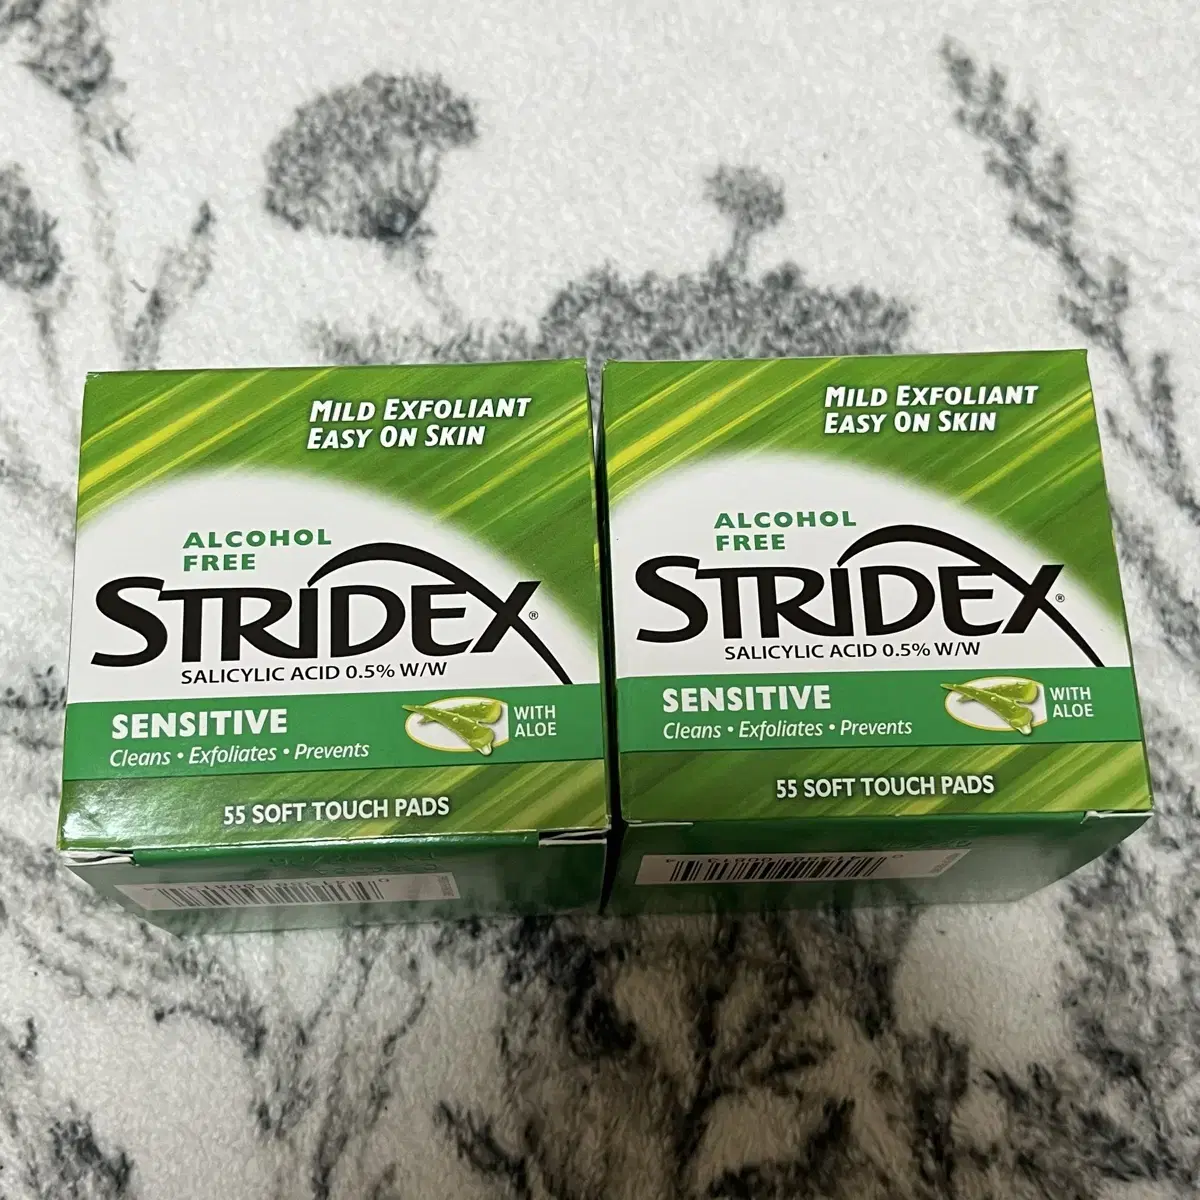 MILD EXFOLIANT
EASY ON SKIN
ALCOHOL
FREE
STRIDEX®
SALICYLIC ACID 0.5% W/W
SENSITIVE
WITH
ALOE
Cleans • Exfoliates • Prevents
55 SOFT TOUCH PADS
MILD EXFOLIANT
EASY ON SKIN
ALCOHOL
FREE
STRIDEX®
SALICYLIC ACID 0.5% W/W
SENSITIVE
WITH
ALOE
Cleans • Exfoliates • Prevents
55 SOFT TOUCH PADS